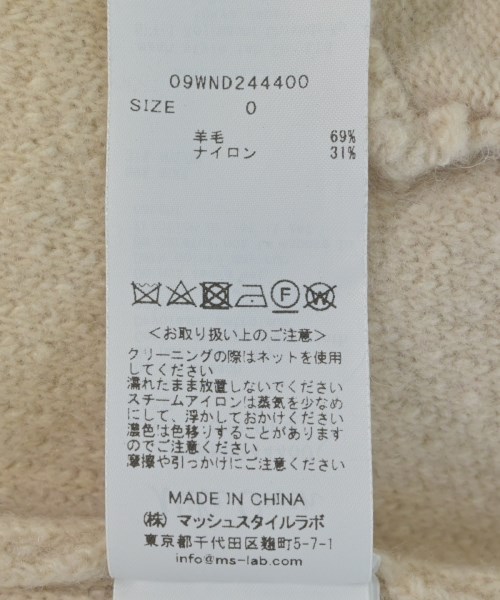 09WND244400
SIZE 0
羊毛 69%
ナイロン 31%
F W
<お取り扱い上のご注意>
クリーニングの際はネットを使用
してください
濡れたまま放置しないでください
スチームアイロンは蒸気を少なめ
にして、浮かしておかけください
濃色は色移りすることがあります
のでご注意ください
摩擦や引っかけにご注意ください
MADE IN CHINA
(株) マッシュスタイルラボ
東京都千代田区麹町5-7-1
info@ms-lab.com